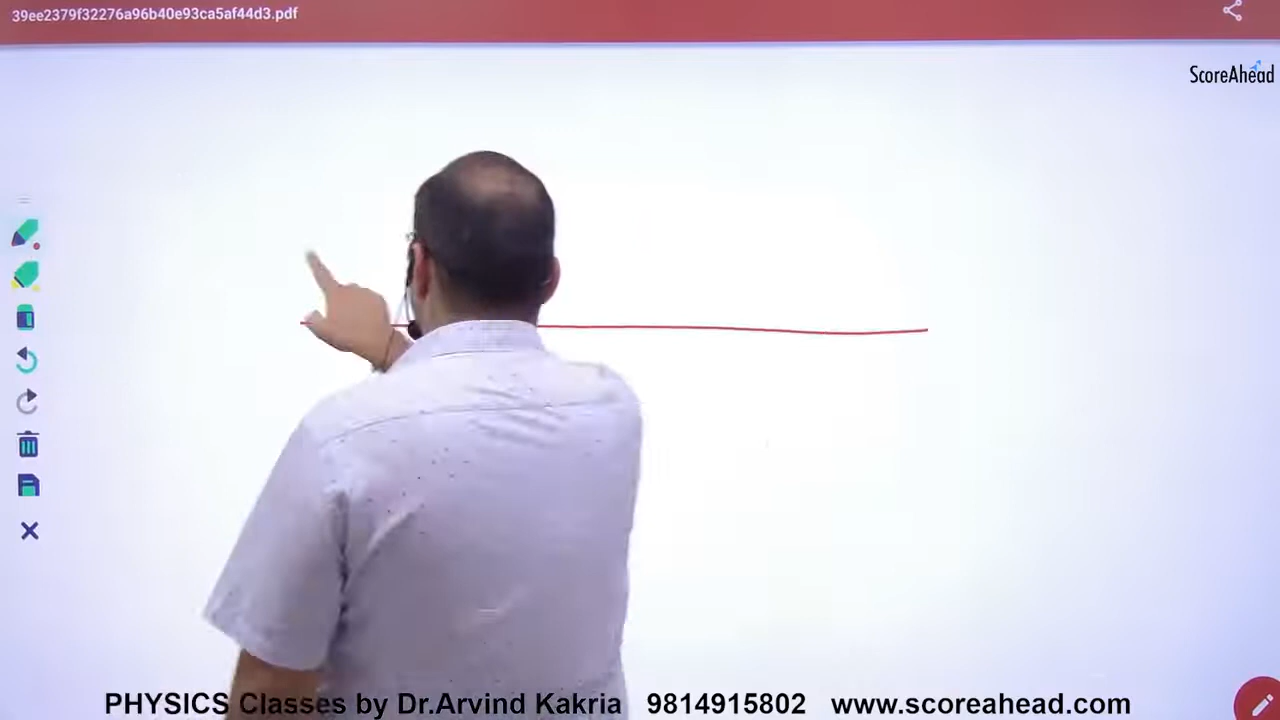 39ee2379f32276a96b40e93ca5af44d3.pdf
ScoreAhead
PHYSICS Classes by Dr.Arvind Kakria 9814915802 www.scoreahead.com